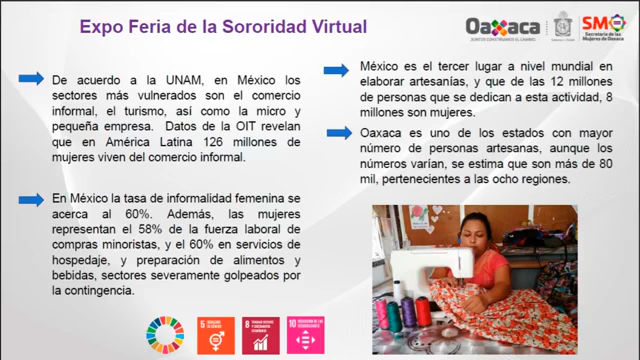 Expo Feria de la Sororidad Virtual
Oaxaca
SM
Secretaría de las
Mujeres de Oaxaca
De acuerdo a la UNAM, en México los
sectores más vulnerados son el comercio
informal, el turismo, así como la micro y
pequeña empresa. Datos de la OIT revelan
que en América Latina 126 millones de
mujeres viven del comercio informal.
En México la tasa de informalidad femenina se
acerca al 60%. Además, las mujeres
representan el 58% de la fuerza laboral de
compras minoristas, y el 60% en servicios de
hospedaje, y preparación de alimentos y
bebidas, sectores severamente golpeados por
la contingencia.
México es el tercer lugar a nivel mundial en
elaborar artesanías, y que de las 12 millones
de personas que se dedican a esta actividad, 8
millones son mujeres.
Oaxaca es uno de los estados con mayor
número de personas artesanas, aunque los
números varían, se estima que son más de 80
mil, pertenecientes a las ocho regiones.
5
8
10